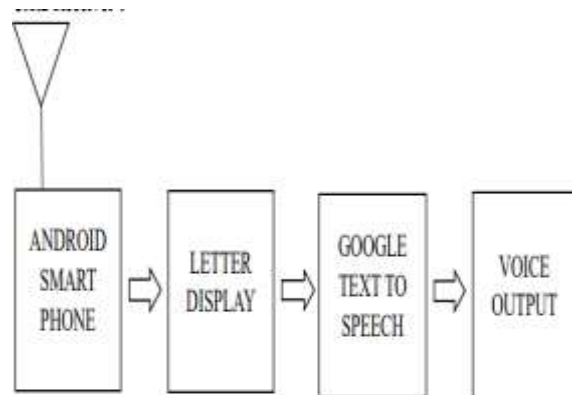 ANDROID
SMART
PHONE
LETTER
DISPLAY
GOOGLE
TEXT TO
SPEECH
VOICE
OUTPUT